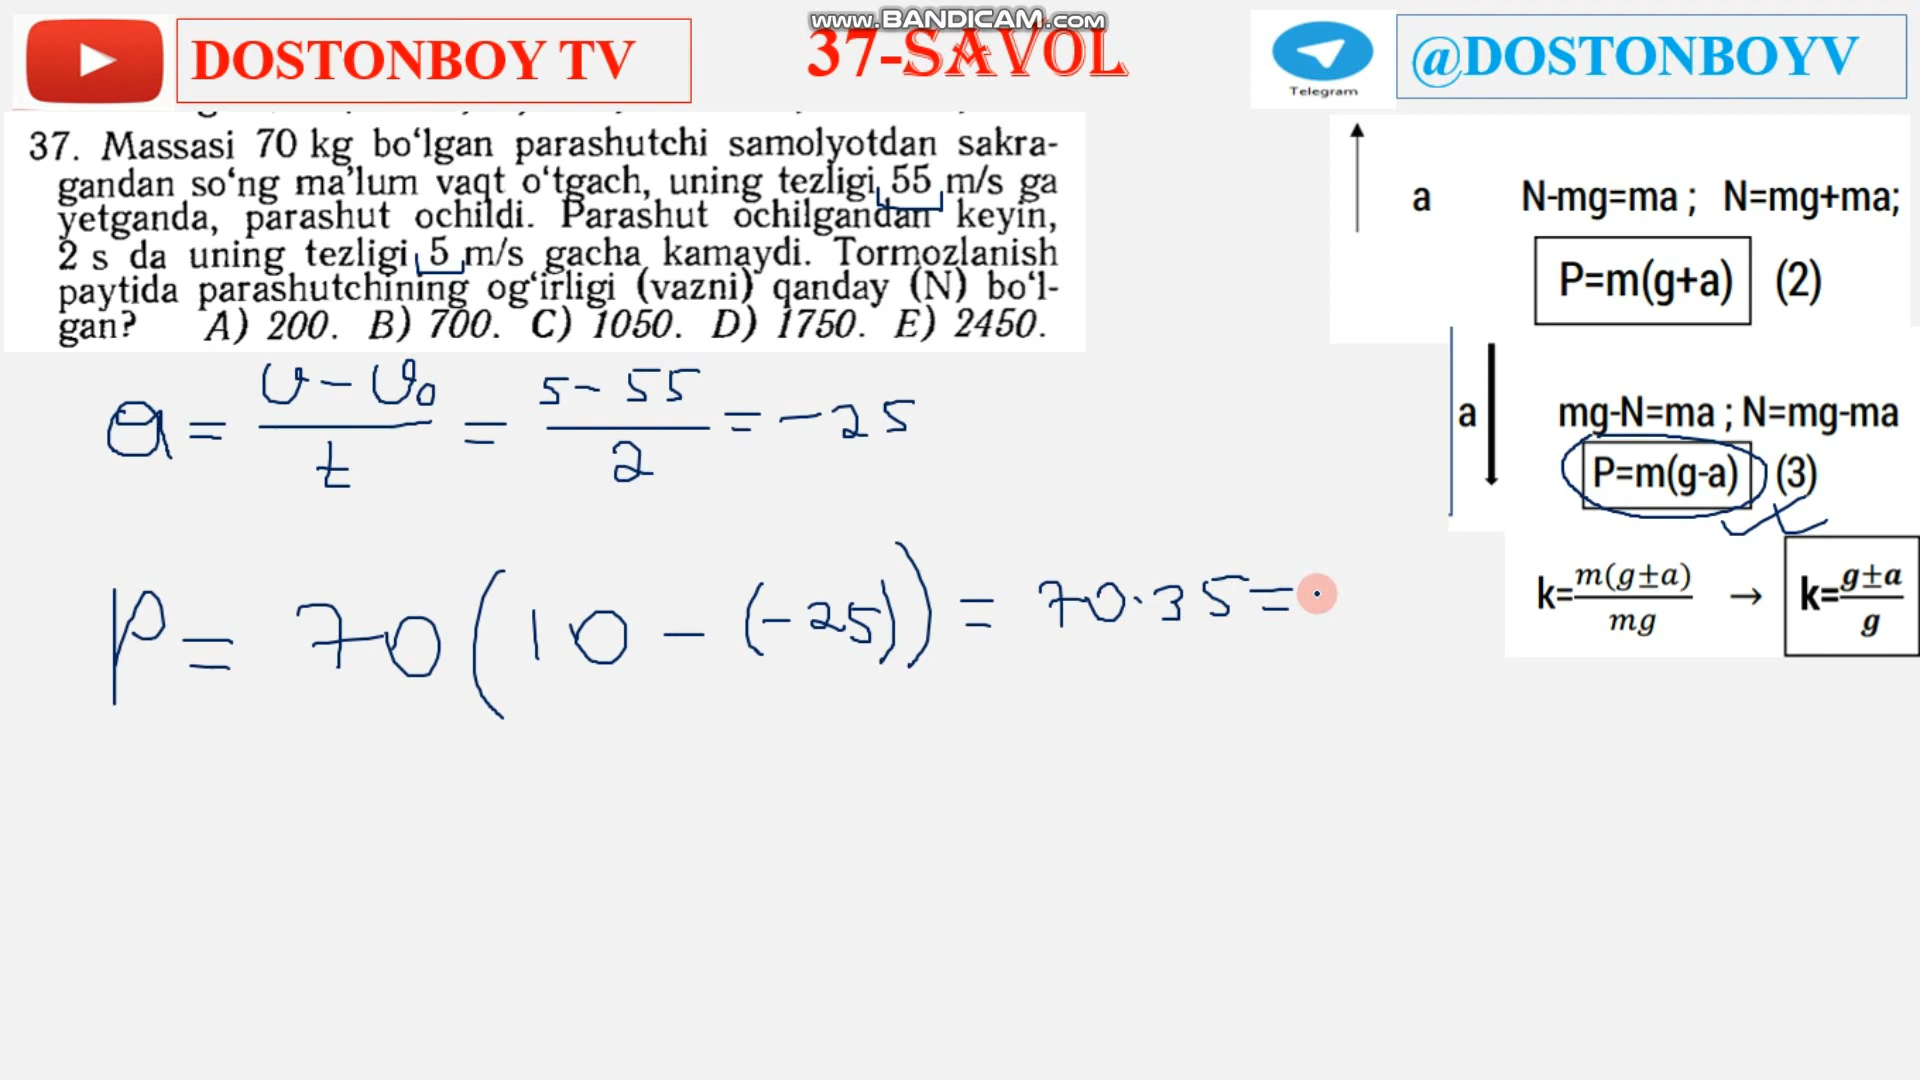 www.BANDICAM.com
DOSTONBOY TV
37-SAVOL
Telegram
@DOSTONBOYV
37. Massasi 70 kg bo‘lgan parashutchi samolyotdan sakra-
gandan so‘ng ma’lum vaqt o‘tgach, uning tezligi 55 m/s ga
yetganda, parashut ochildi. Parashut ochilgandan keyin,
2 s da uning tezligi 5 m/s gacha kamaydi. Tormozlanish
paytida parashutchining og‘irligi (vazni) qanday (N) bo‘l-
gan? A) 200. B) 700. C) 1050. D) 1750. E) 2450.
a = (v - v₀)/t = (5 - 55)/2 = -25
P = 70(10 - (-25)) = 70·35 =
a N-mg=ma ; N=mg+ma;
P=m(g+a) (2)
a mg-N=ma ; N=mg-ma
P=m(g-a) (3)
k=m(g±a)/mg → k=g±a/g